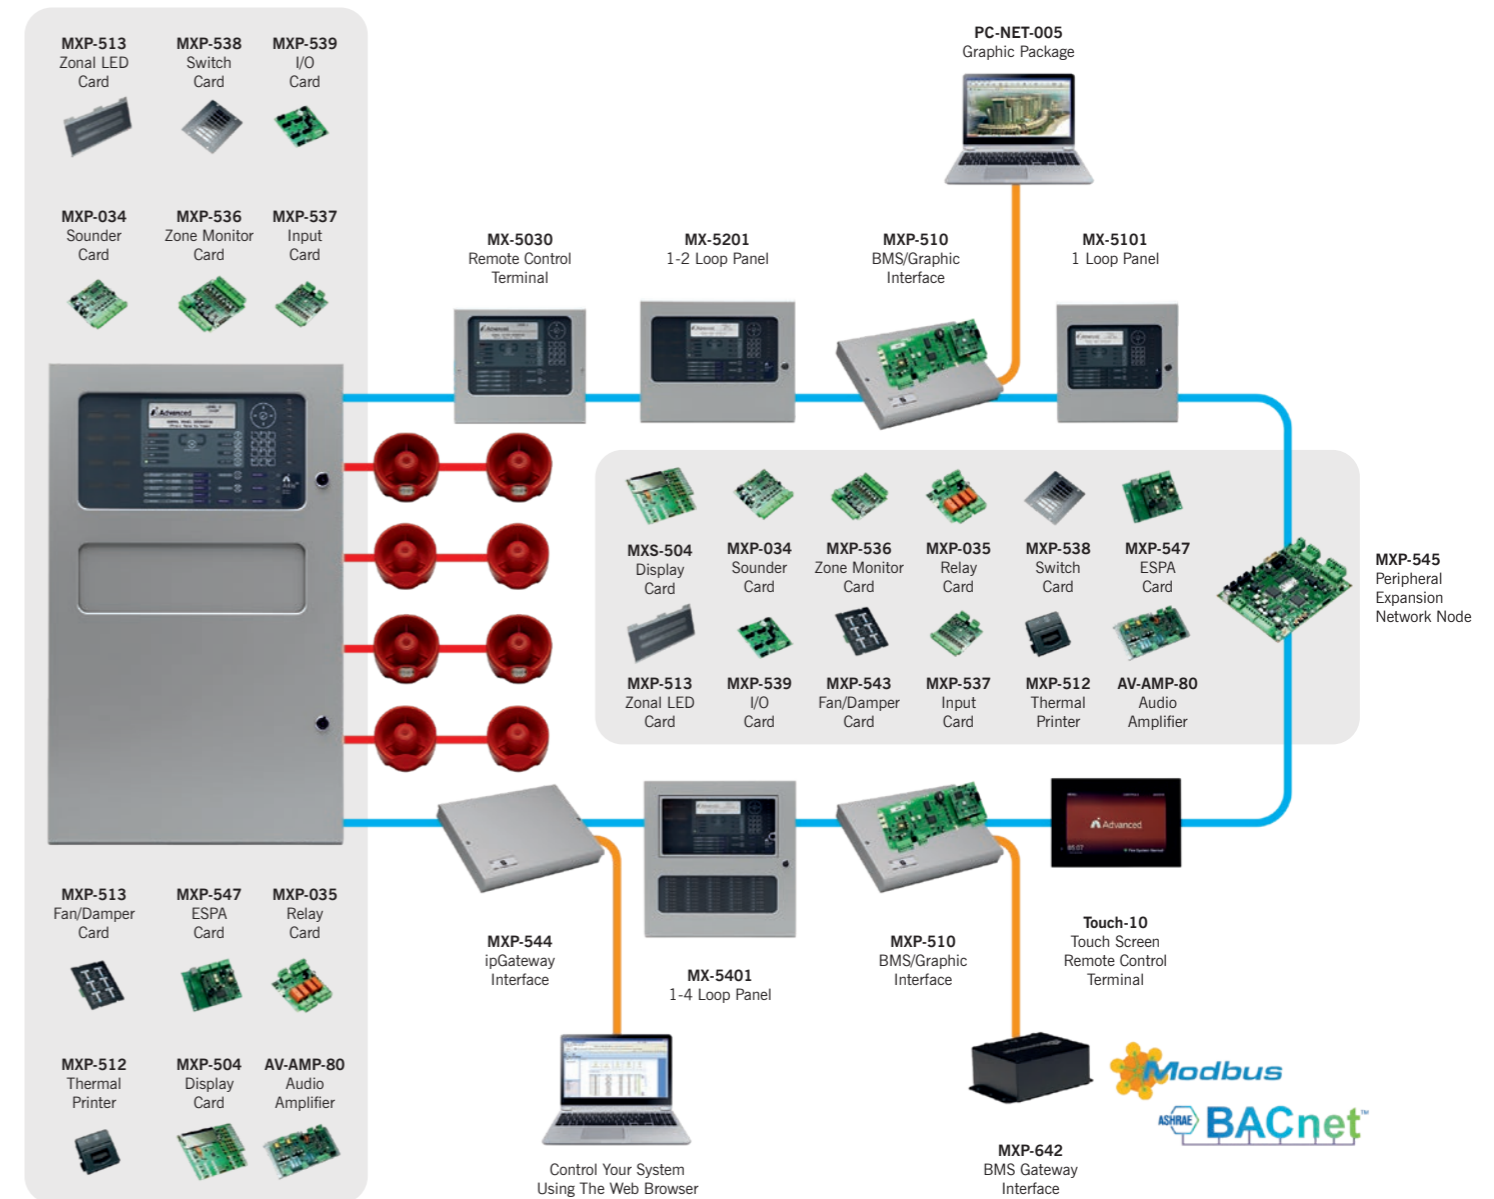 MXP-513
Zonal LED
Card
MXP-538
Switch
Card
MXP-539
I/O
Card
MXP-034
Sounder
Card
MXP-536
Zone Monitor
Card
MXP-537
Input
Card
PC-NET-005
Graphic Package
MX-5030
Remote Control
Terminal
MX-5201
1-2 Loop Panel
MXP-510
BMS/Graphic
Interface
MX-5101
1 Loop Panel
Advanced
MXS-504
Display
Card
MXP-034
Sounder
Card
MXP-536
Zone Monitor
Card
MXP-035
Relay
Card
MXP-538
Switch
Card
MXP-547
ESPA
Card
MXP-545
Peripheral
Expansion
Network Node
MXP-513
Zonal LED
Card
MXP-539
I/O
Card
MXP-543
Fan/Damper
Card
MXP-537
Input
Card
MXP-512
Thermal
Printer
AV-AMP-80
Audio
Amplifier
Advanced
MXP-513
Fan/Damper
Card
MXP-547
ESPA
Card
MXP-035
Relay
Card
MXP-544
ipGateway
Interface
MX-5401
1-4 Loop Panel
MXP-510
BMS/Graphic
Interface
Touch-10
Touch Screen
Remote Control
Terminal
MXP-512
Thermal
Printer
MXP-504
Display
Card
AV-AMP-80
Audio
Amplifier
Control Your System
Using The Web Browser
Modbus
ASHRAE BACnet™
MXP-642
BMS Gateway
Interface